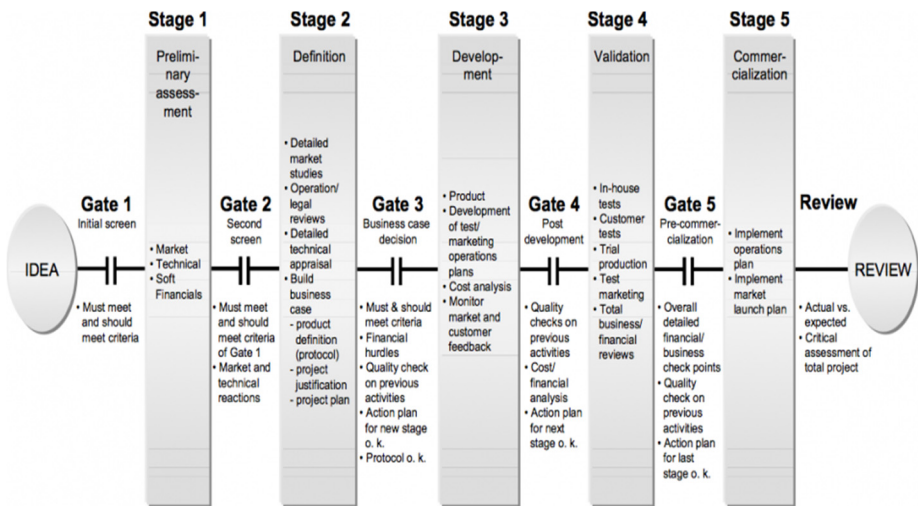 Stage 1
Prelimi-
nary
assess-
ment
• Market
• Technical
• Soft
Financials
Stage 2
Definition
• Detailed
market
studies
• Operation/
legal
reviews
• Detailed
technical
appraisal
• Build
business
case
- product
definition
(protocol)
- project
justification
- project plan
Stage 3
Develop-
ment
• Product
• Development
of test/
marketing
operations
plans
• Cost analysis
• Monitor
market and
customer
feedback
Stage 4
Validation
• In-house
tests
• Customer
tests
• Trial
production
• Test
marketing
• Total
business/
financial
reviews
Stage 5
Commer-
cialization
• Implement
operations
plan
• Implement
market
launch plan
IDEA
Gate 1
Initial screen
• Must meet
and should
meet criteria
Gate 2
Second
screen
• Must meet
and should
meet criteria
of Gate 1
• Market and
technical
reactions
Gate 3
Business case
decision
• Must & should
meet criteria
• Financial
hurdles
• Quality check
on previous
activities
• Action plan
for new stage
o. k.
• Protocol o. k.
Gate 4
Post
development
• Quality
checks on
previous
activities
• Cost/
financial
analysis
• Action plan
for next
stage o. k.
Gate 5
Pre-commer-
cialization
• Overall
detailed
financial/
business
check points
• Quality
check on
previous
activities
• Action plan
for last
stage o. k.
Review
REVIEW
• Actual vs.
expected
• Critical
assessment of
total project